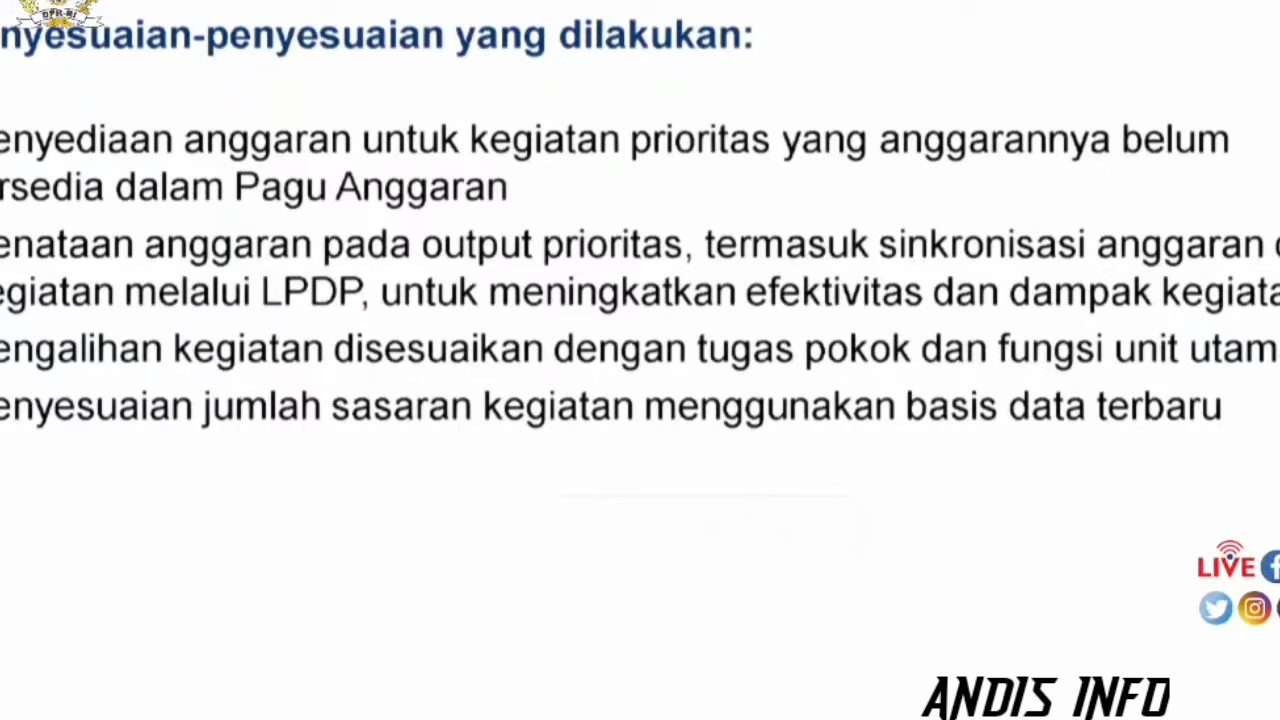 DPR-RI
nyesuaian-penyesuaian yang dilakukan:
enyediaan anggaran untuk kegiatan prioritas yang anggarannya belum
rsedia dalam Pagu Anggaran
enataan anggaran pada output prioritas, termasuk sinkronisasi anggaran
egiatan melalui LPDP, untuk meningkatkan efektivitas dan dampak kegiata
engalihan kegiatan disesuaikan dengan tugas pokok dan fungsi unit utam
enyesuaian jumlah sasaran kegiatan menggunakan basis data terbaru
LIVE
ANDIS INFO